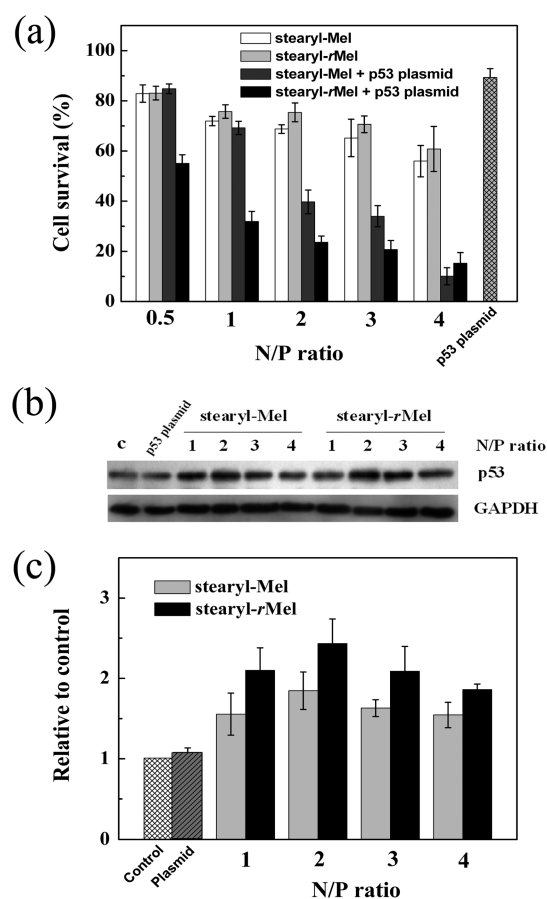 (a)
stearyl-Mel
stearyl-rMel
stearyl-Mel + p53 plasmid
stearyl-rMel + p53 plasmid
Cell survival (%)
100
80
60
40
20
0
0.5 1 2 3 4 p53 plasmid
N/P ratio
(b)
stearyl-Mel stearyl-rMel
c p53 plasmid 1 2 3 4 1 2 3 4 N/P ratio
p53
GAPDH
(c)
stearyl-Mel
stearyl-rMel
Relative to control
3
2
1
0
Control Plasmid 1 2 3 4
N/P ratio